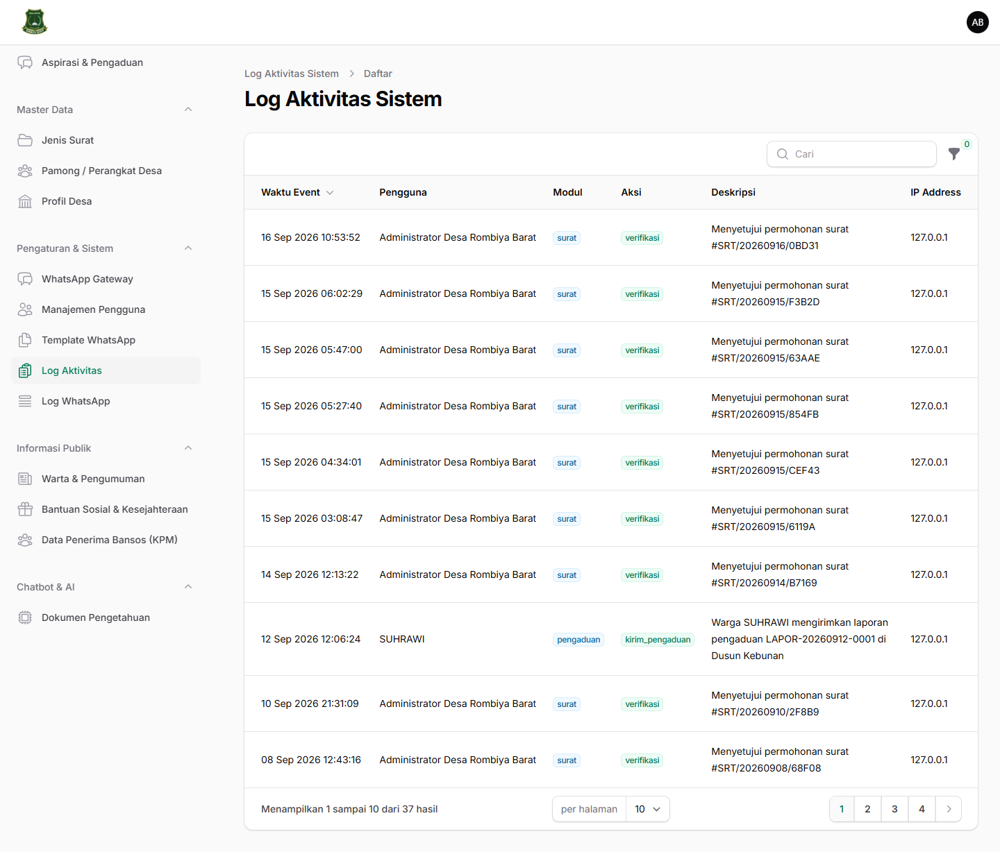 AB
Aspirasi & Pengaduan
Master Data
Jenis Surat
Pamong / Perangkat Desa
Profil Desa
Pengaturan & Sistem
WhatsApp Gateway
Manajemen Pengguna
Template WhatsApp
Log Aktivitas
Log WhatsApp
Informasi Publik
Warta & Pengumuman
Bantuan Sosial & Kesejahteraan
Data Penerima Bansos (KPM)
Chatbot & AI
Dokumen Pengetahuan
Log Aktivitas Sistem > Daftar
Log Aktivitas Sistem
Cari
0
Waktu Event Pengguna Modul Aksi Deskripsi IP Address
16 Sep 2026 10:53:52 Administrator Desa Rombiya Barat surat verifikasi Menyetujui permohonan surat
#SRT/20260916/0BD31 127.0.0.1
15 Sep 2026 06:02:29 Administrator Desa Rombiya Barat surat verifikasi Menyetujui permohonan surat
#SRT/20260915/F3B2D 127.0.0.1
15 Sep 2026 05:47:00 Administrator Desa Rombiya Barat surat verifikasi Menyetujui permohonan surat
#SRT/20260915/63AAE 127.0.0.1
15 Sep 2026 05:27:40 Administrator Desa Rombiya Barat surat verifikasi Menyetujui permohonan surat
#SRT/20260915/854FB 127.0.0.1
15 Sep 2026 04:34:01 Administrator Desa Rombiya Barat surat verifikasi Menyetujui permohonan surat
#SRT/20260915/CEF43 127.0.0.1
15 Sep 2026 03:08:47 Administrator Desa Rombiya Barat surat verifikasi Menyetujui permohonan surat
#SRT/20260915/6119A 127.0.0.1
14 Sep 2026 12:13:22 Administrator Desa Rombiya Barat surat verifikasi Menyetujui permohonan surat
#SRT/20260914/B7169 127.0.0.1
12 Sep 2026 12:06:24 SUHRAWI pengaduan kirim_pengaduan Warga SUHRAWI mengirimkan laporan
pengaduan LAPOR-20260912-0001 di
Dusun Kebunan 127.0.0.1
10 Sep 2026 21:31:09 Administrator Desa Rombiya Barat surat verifikasi Menyetujui permohonan surat
#SRT/20260910/2F8B9 127.0.0.1
08 Sep 2026 12:43:16 Administrator Desa Rombiya Barat surat verifikasi Menyetujui permohonan surat
#SRT/20260908/68F08 127.0.0.1
Menampilkan 1 sampai 10 dari 37 hasil per halaman 10 1 2 3 4